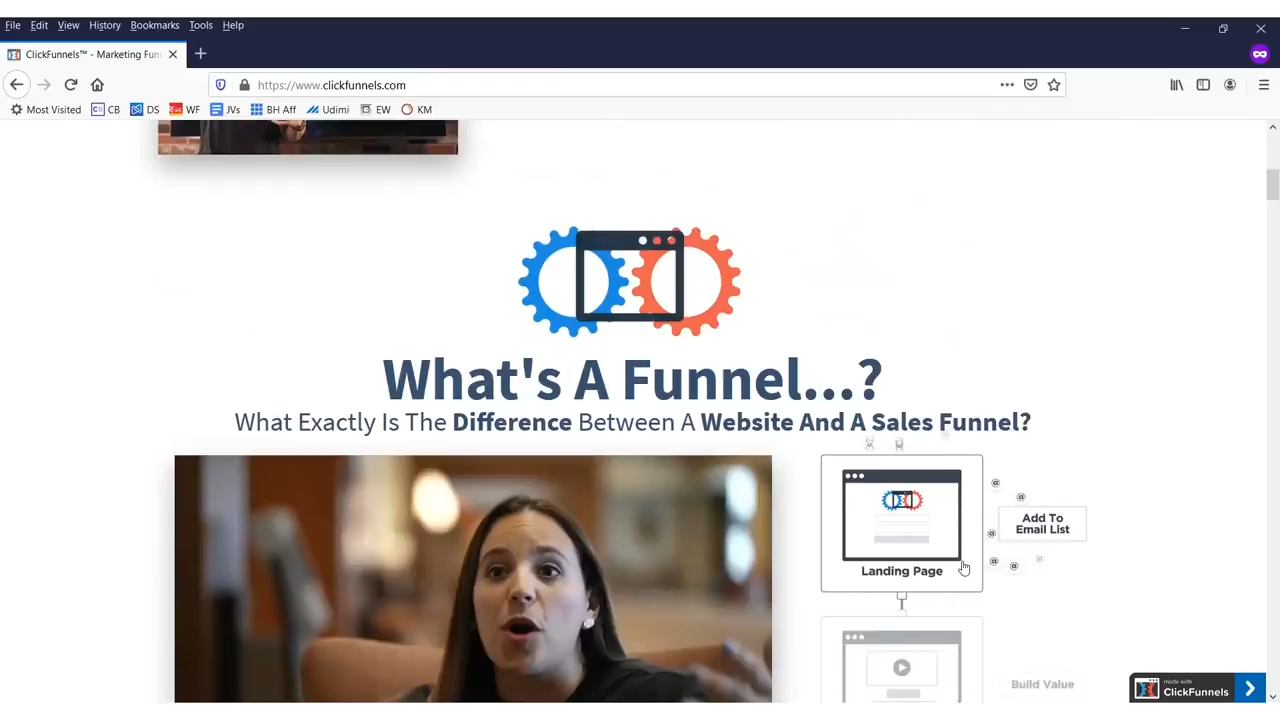 File Edit View History Bookmarks Tools Help
ClickFunnels™ - Marketing Fun
https://www.clickfunnels.com
Most Visited CB DS WF JVs BH Aff Udimi EW KM
What's A Funnel...?
What Exactly Is The Difference Between A Website And A Sales Funnel?
Add To
Email List
Landing Page
Build Value
made with
ClickFunnels